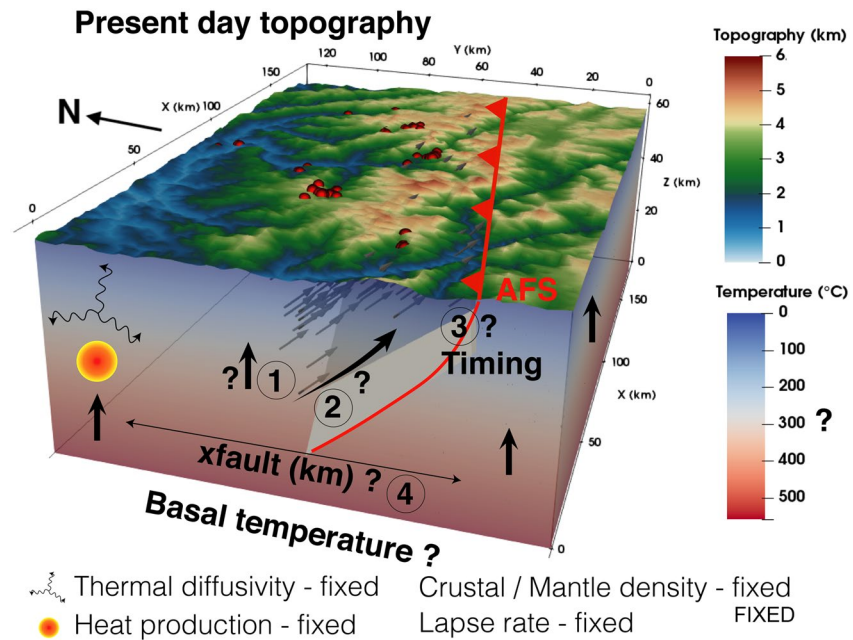 Present day topography
Topography (km)
Y (km)
120
100
80
60
40
20
0
150
X (km)
100
50
0
N
60
40
Z (km)
20
0
6
5
4
3
2
1
0
AFS
150
100
X (km)
50
0
Temperature (°C)
0
100
200
300 ?
400
500
3 ?
Timing
? 1
?
2
xfault (km) ? 4
Basal temperature ?
Thermal diffusivity - fixed
Crustal / Mantle density - fixed
Heat production - fixed
Lapse rate - fixed
FIXED